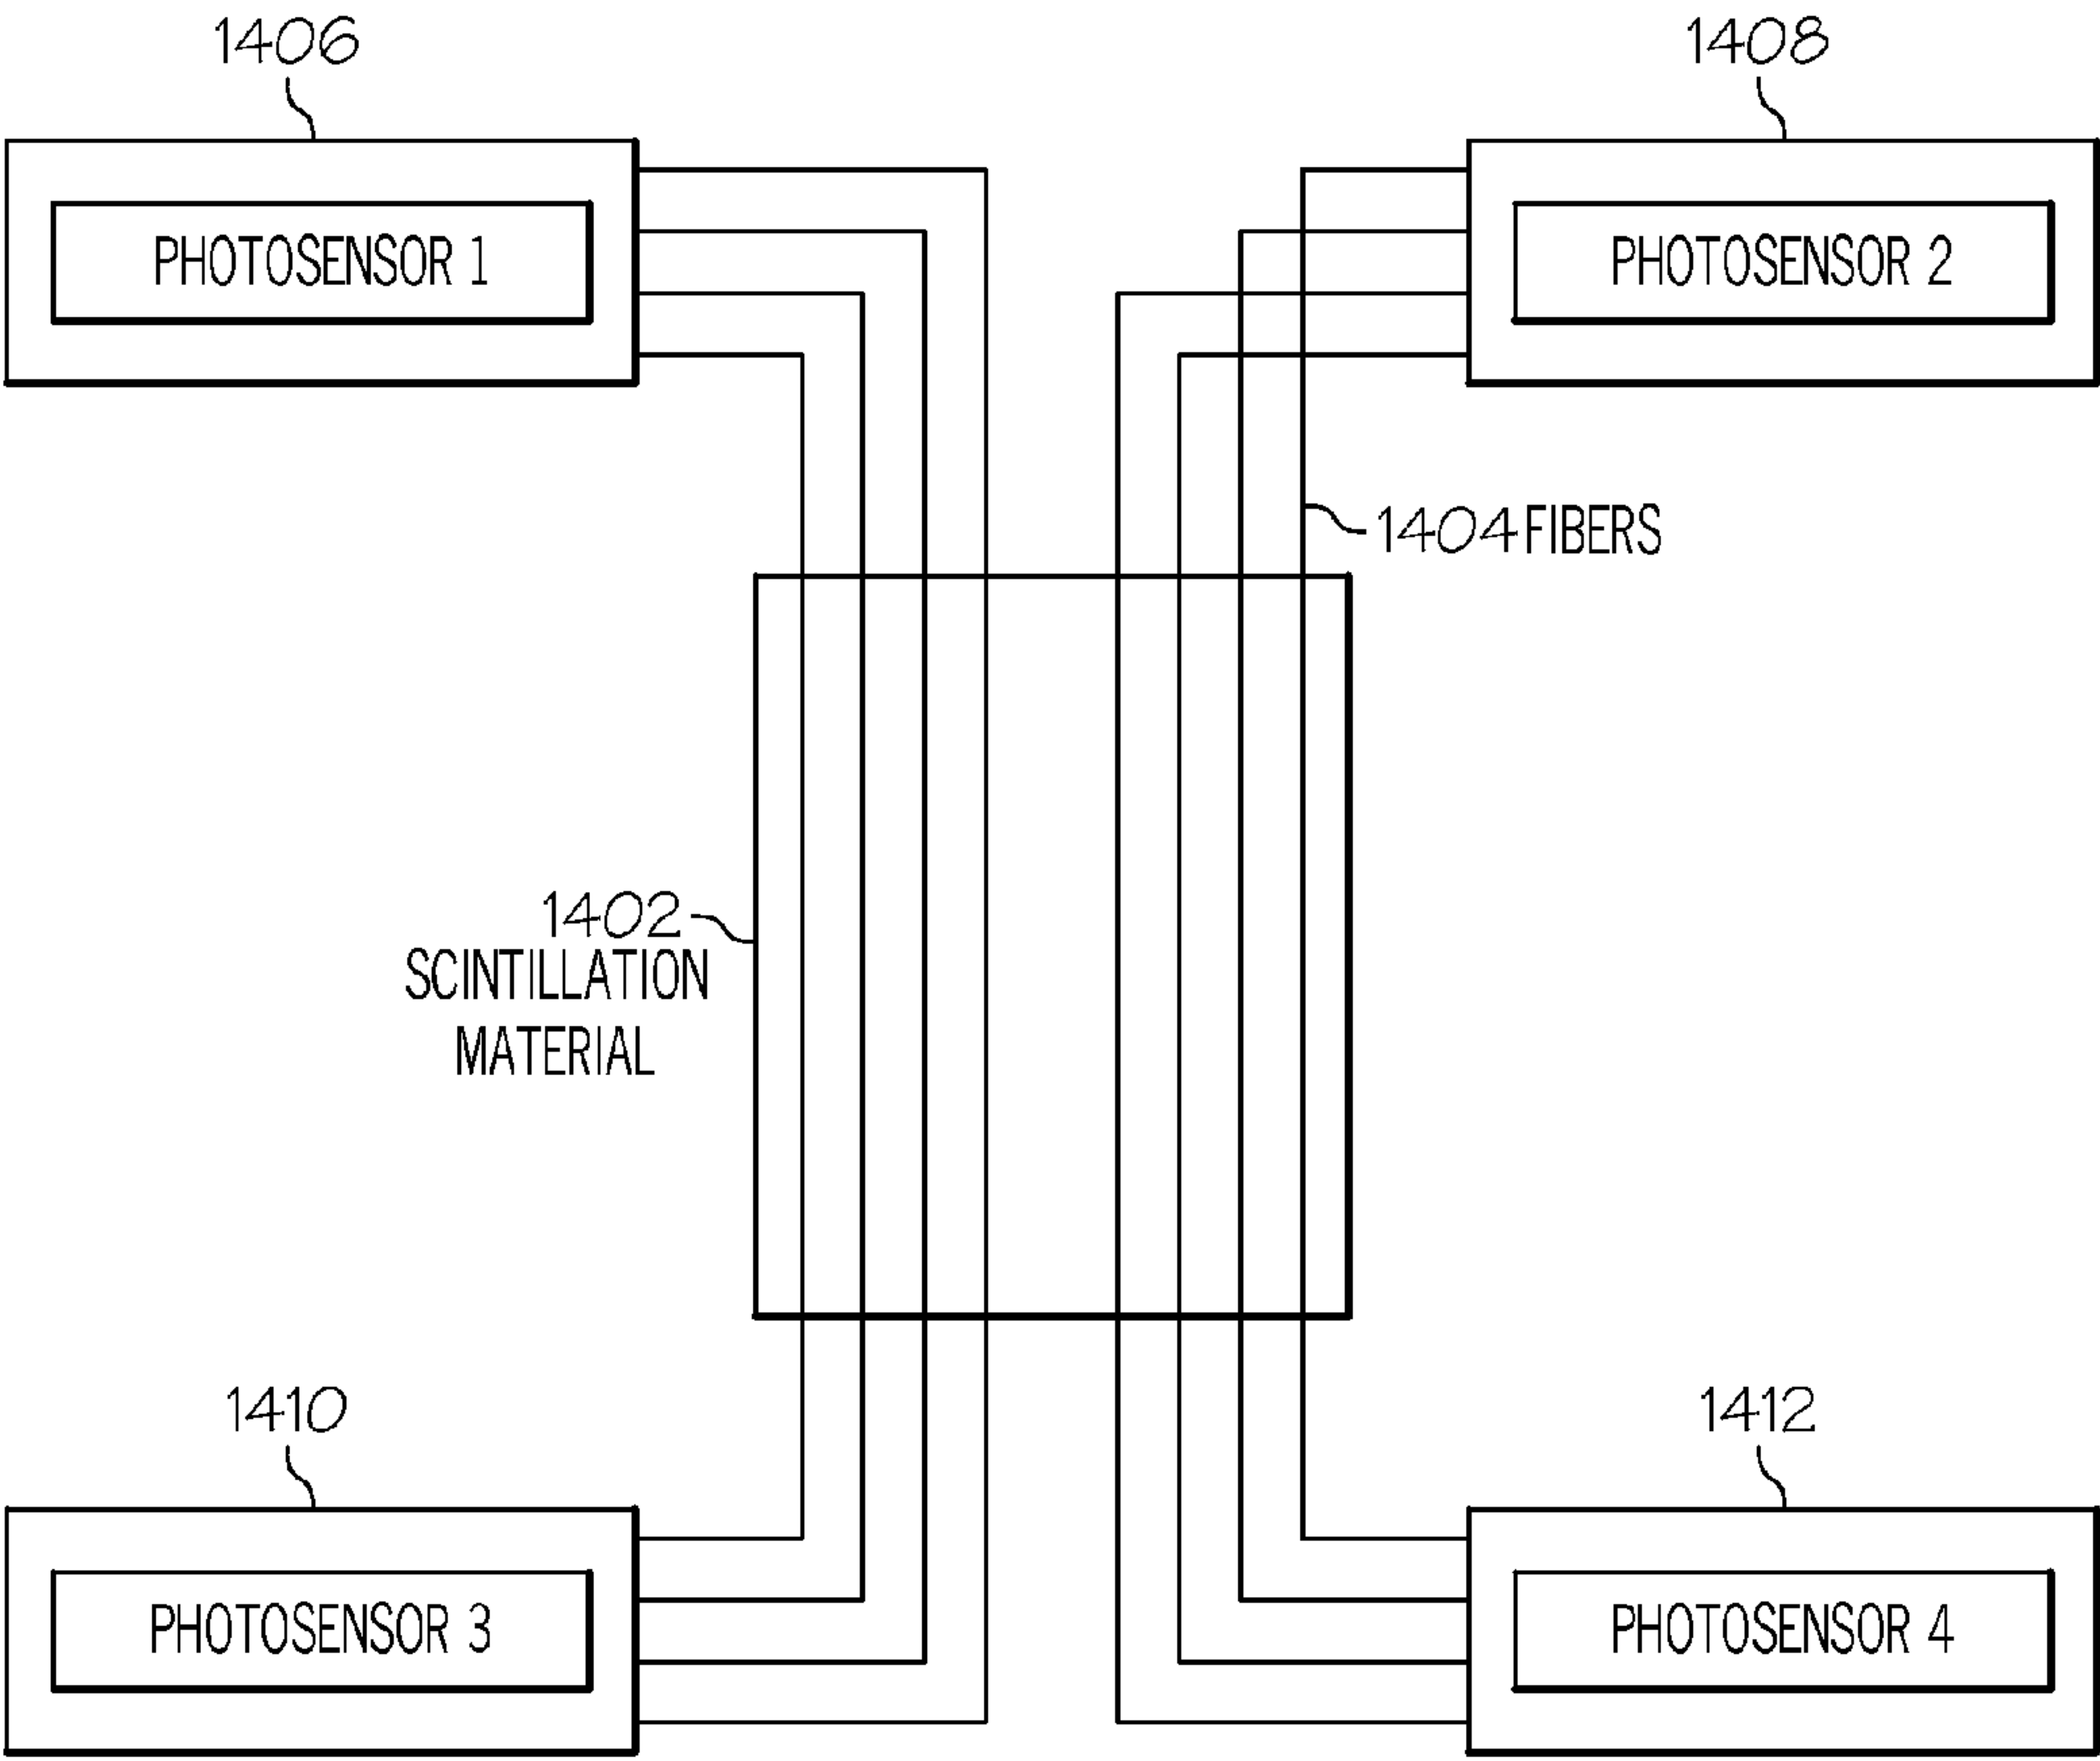 1406
1408
PHOTOSENSOR 1
PHOTOSENSOR 2
1404 FIBERS
1402
SCINTILLATION
MATERIAL
1410
1412
PHOTOSENSOR 3
PHOTOSENSOR 4